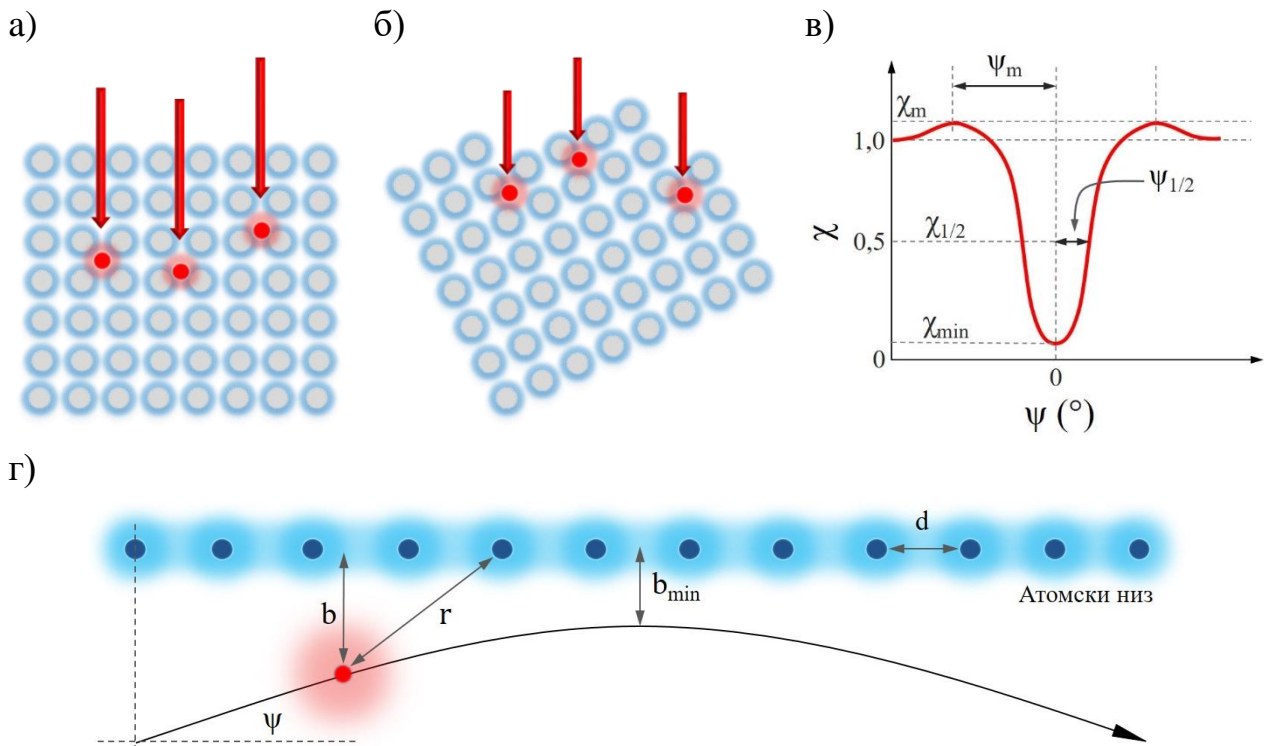 а)
б)
в)
ψm
χm
1,0
ψ1/2
χ1/2
χ
0,5
χmin
0
0
ψ (°)
г)
d
b
r
bmin
Атомски низ
ψ